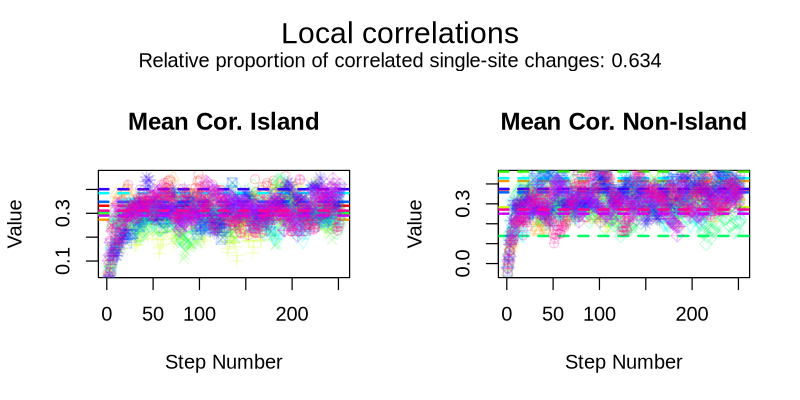 Local correlations
Relative proportion of correlated single-site changes: 0.634
Mean Cor. Island
Value
0.3
0.1
0 50 100 200
Step Number
Mean Cor. Non-Island
Value
0.3
0.0
0 50 100 200
Step Number